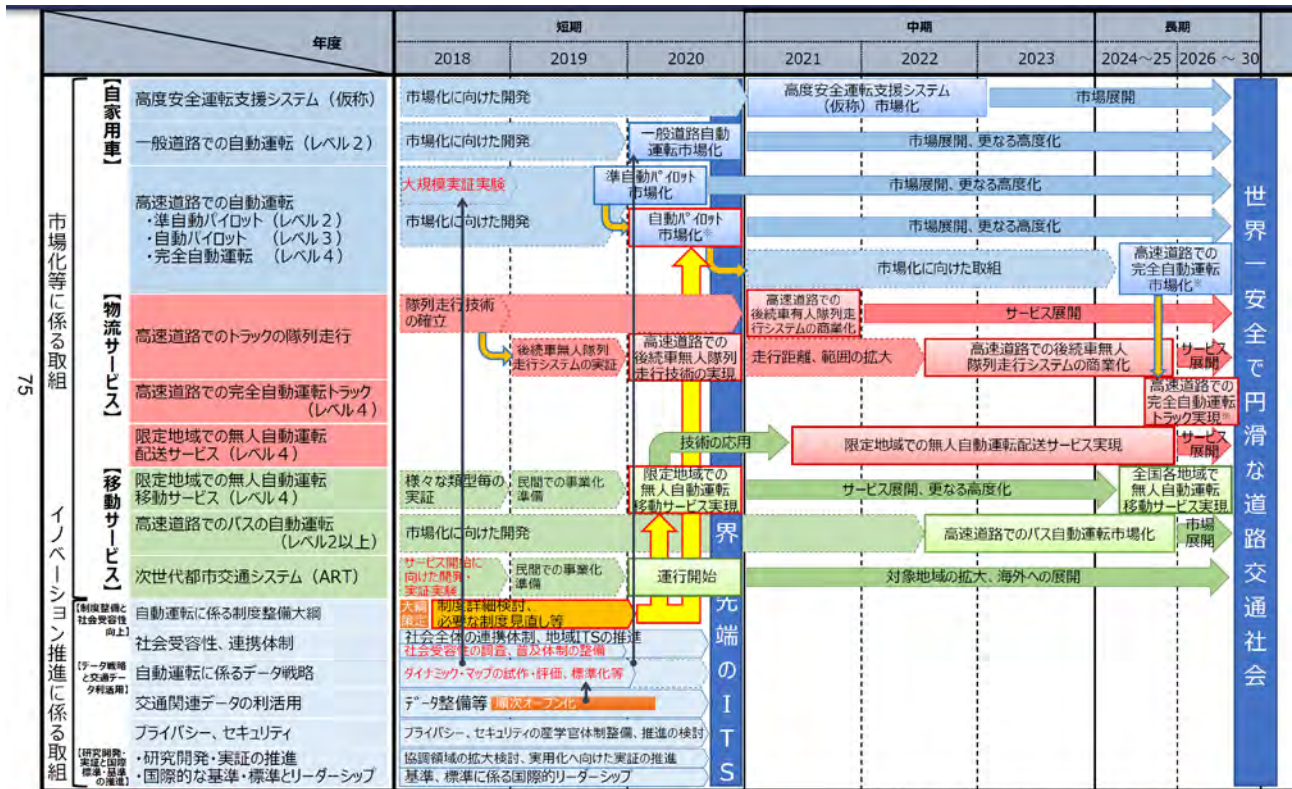 年度
短期
中期
長期
2018
2019
2020
2021
2022
2023
2024～25
2026 ～ 30
市場化等に係る取組
イノベーション推進に係る取組
【自家用車】
高度安全運転支援システム（仮称）
市場化に向けた開発
高度安全運転支援システム
（仮称）市場化
市場展開
一般道路での自動運転（レベル２）
市場化に向けた開発
一般道路自動
運転市場化
市場展開、更なる高度化
高速道路での自動運転
・準自動パイロット（レベル２）
・自動パイロット　（レベル３）
・完全自動運転　（レベル４）
大規模実証実験
準自動ﾊﾟｲﾛｯﾄ
市場化
市場展開、更なる高度化
市場化に向けた開発
自動ﾊﾟｲﾛｯﾄ
市場化※
市場展開、更なる高度化
市場化に向けた取組
高速道路での
完全自動運転
市場化※
【物流サービス】
高速道路でのトラックの隊列走行
隊列走行技術
の確立
高速道路での
後続車有人隊列走
行システムの商業化
サービス展開
後続車無人隊列
走行システムの実証
高速道路での
後続車無人隊列
走行技術の実現
走行距離、範囲の拡大
高速道路での後続車無人
隊列走行システムの商業化
サービス
展開
高速道路での完全自動運転トラック
（レベル４）
高速道路での
完全自動運転
トラック実現※
限定地域での無人自動運転
配送サービス（レベル４）
技術の応用
限定地域での無人自動運転配送サービス実現
サービス
展開
【移動サービス】
限定地域での無人自動運転
移動サービス（レベル４）
様々な類型毎の
実証
民間での事業化
準備
限定地域での
無人自動運転
移動サービス実現
サービス展開、更なる高度化
全国各地で
無人自動運転
移動サービス実現
高速道路でのバスの自動運転
（レベル2以上）
市場化に向けた開発
高速道路でのバス自動運転市場化
市場
展開
次世代都市交通システム（ART）
サービス開始に
向けた開発・
実証実験
民間での事業化
準備
運行開始
対象地域の拡大、海外への展開
【制度整備と
社会受容性
向上】
自動運転に係る制度整備大綱
大綱
策定
制度詳細検討、
必要な制度見直し等
社会受容性、連携体制
社会全体の連携体制、地域ITSの推進
社会受容性の調査、普及体制の整備
【データ戦略
と交通デー
タ利活用】
自動運転に係るデータ戦略
ダイナミック・マップの試作・評価、標準化等
交通関連データの利活用
データ整備等
順次オープン化
プライバシー、セキュリティ
プライバシー、セキュリティの産学官体制整備、推進の検討
【研究開発・
実証と国際
標準・基準
の推進】
・研究開発・実証の推進
・国際的な基準・標準とリーダーシップ
協調領域の拡大検討、実用化へ向けた実証の推進
基準、標準に係る国際的リーダーシップ
界
先端のITS
世界一安全で円滑な道路交通社会
75